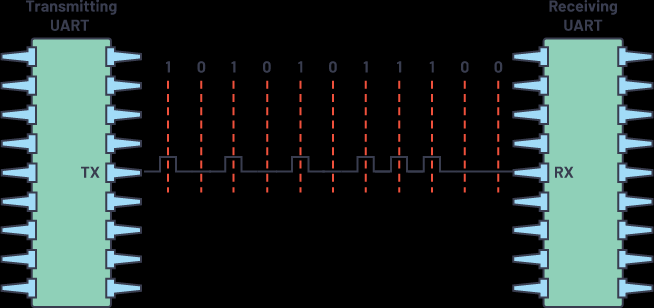 Transmitting
UART
Receiving
UART
1 0 1 0 1 0 1 1 1 0 0
TX
RX